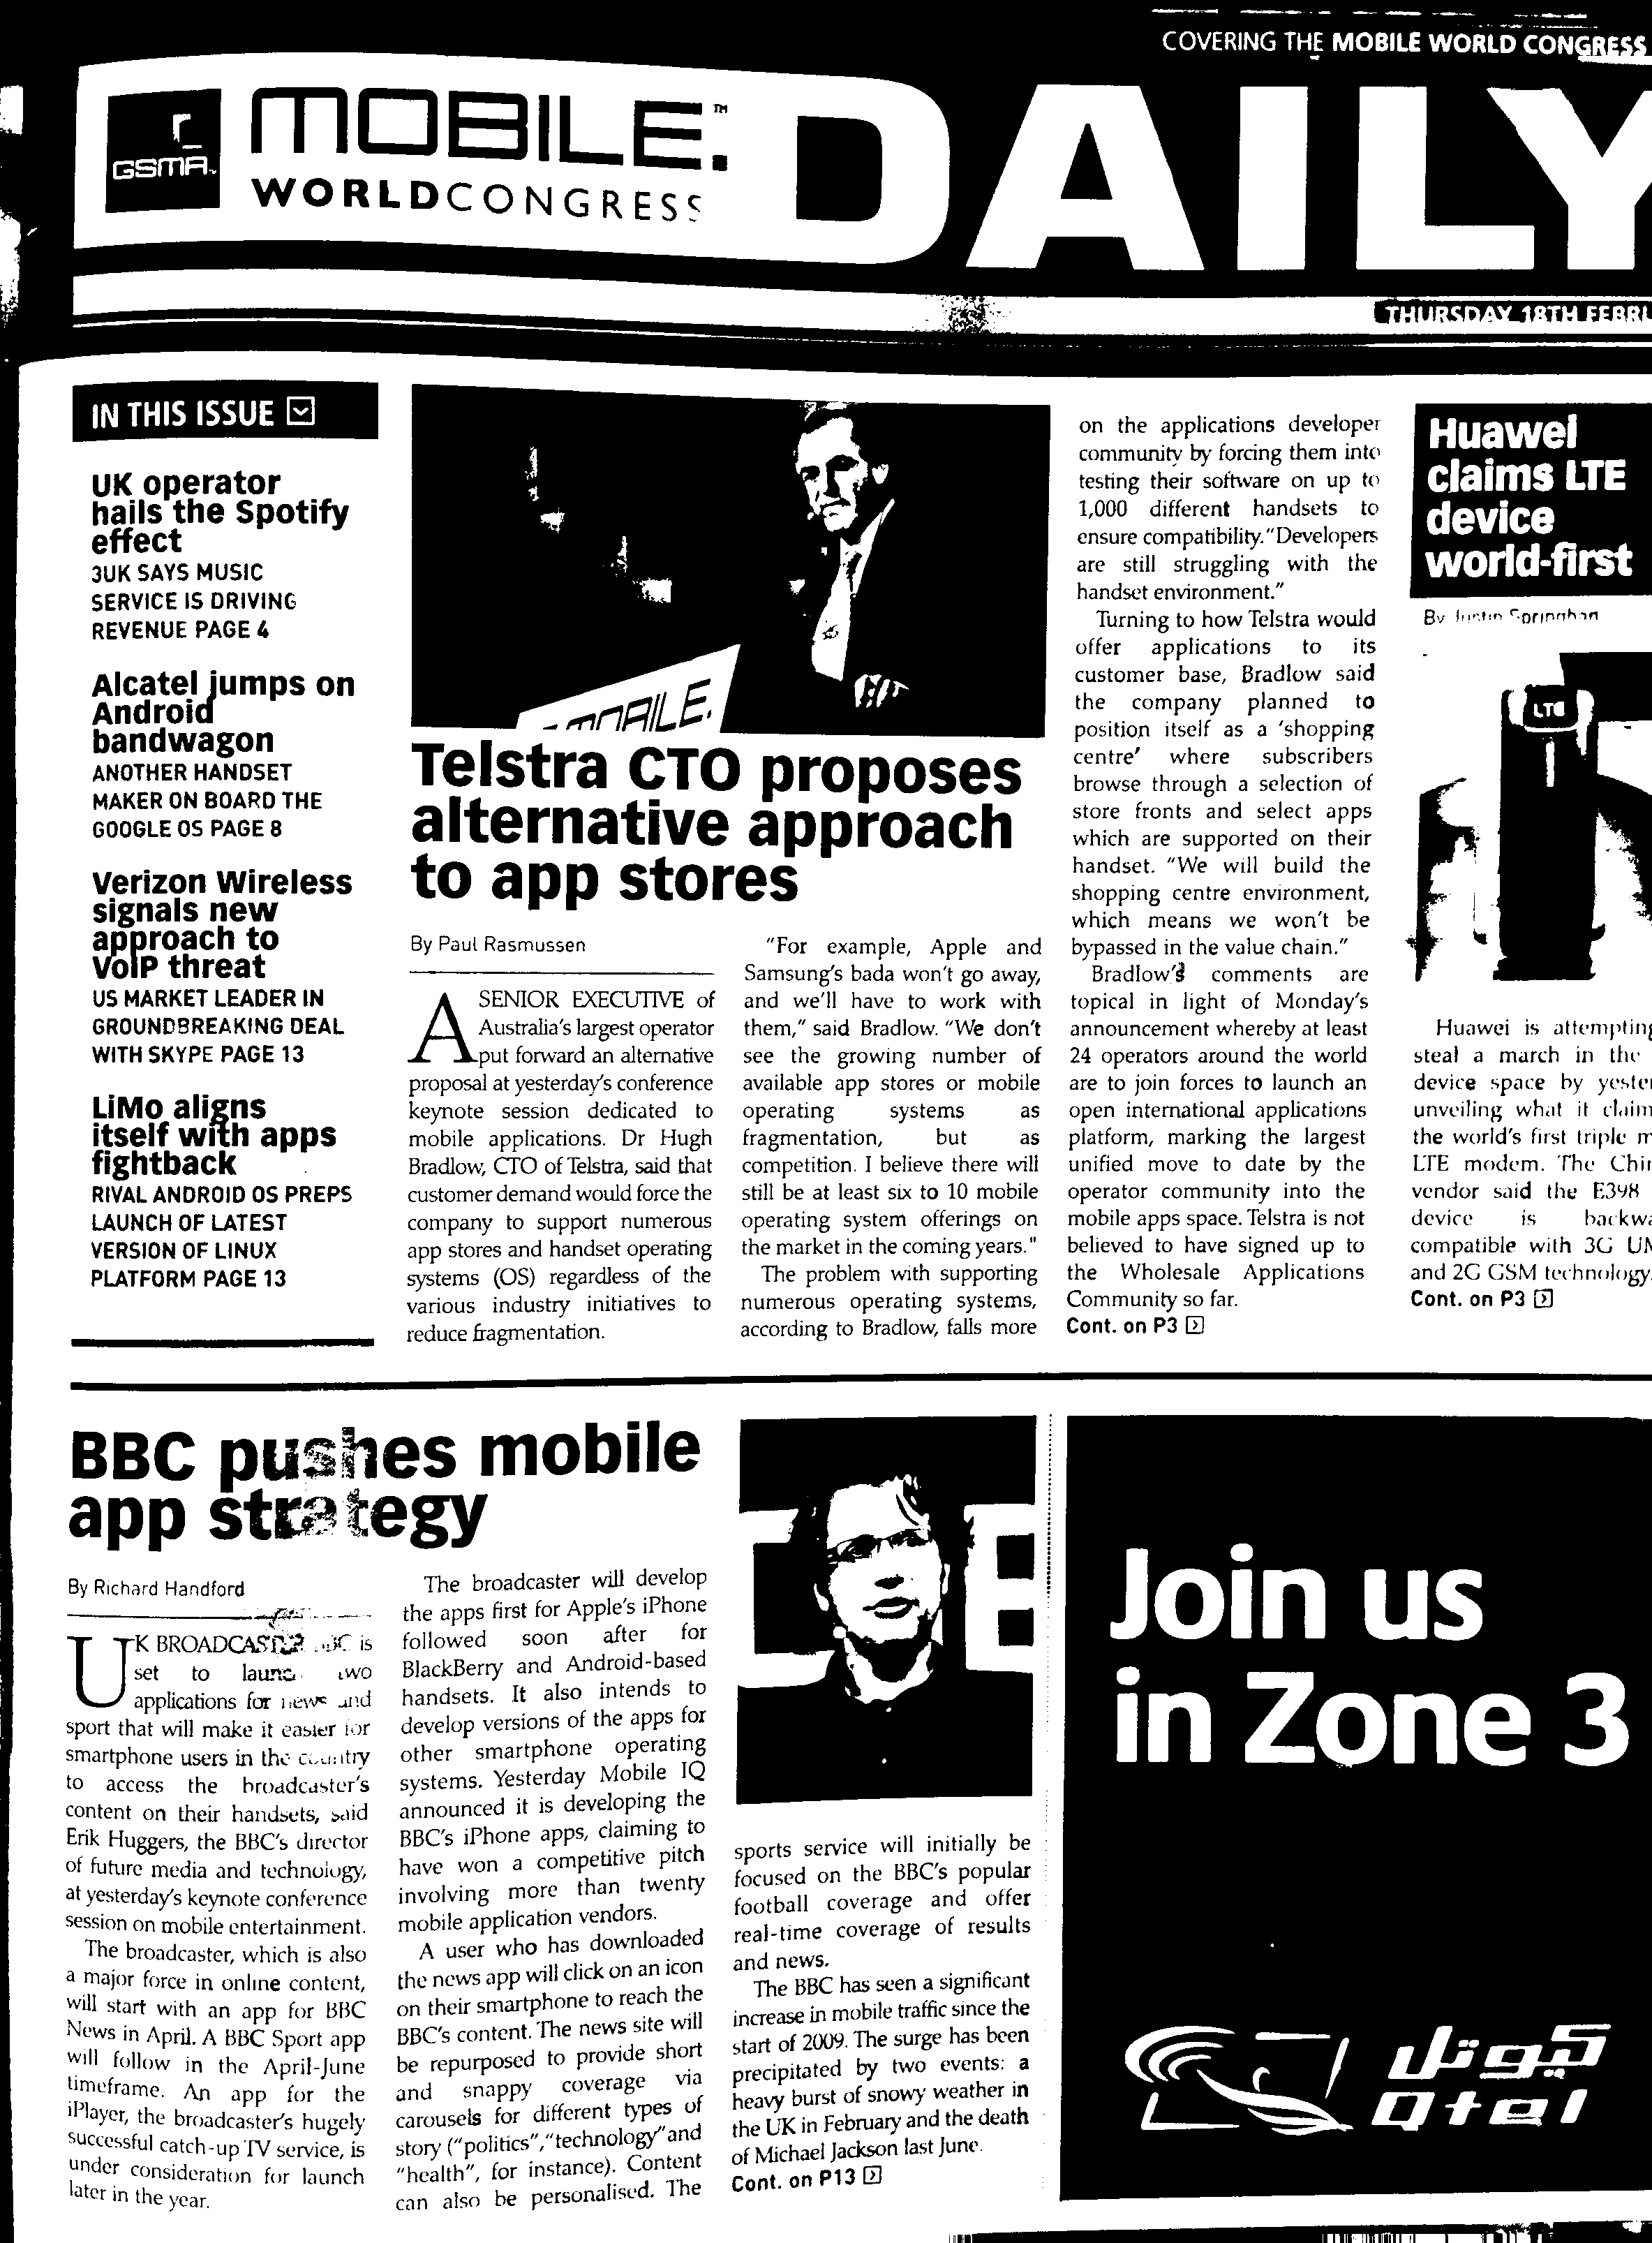 COVERING THE MOBILE WORLD CONGRESS
GSMA
MOBILE.™
WORLDCONGRESS
DAILY
THURSDAY 18TH
IN THIS ISSUE
UK operator
hails the Spotify
effect
3UK SAYS MUSIC
SERVICE IS DRIVING
REVENUE PAGE 4
Alcatel jumps on
Android
bandwagon
ANOTHER HANDSET
MAKER ON BOARD THE
GOOGLE OS PAGE 8
Verizon Wireless
signals new
approach to
VoIP threat
US MARKET LEADER IN
GROUNDBREAKING DEAL
WITH SKYPE PAGE 13
LiMo aligns
itself with apps
fightback
RIVAL ANDROID OS PREPS
LAUNCH OF LATEST
VERSION OF LINUX
PLATFORM PAGE 13
MOBILE.
Telstra CTO proposes
alternative approach
to app stores
By Paul Rasmussen
A SENIOR EXECUTIVE of
Australia's largest operator
put forward an alternative
proposal at yesterday's conference
keynote session dedicated to
mobile applications. Dr Hugh
Bradlow, CTO of Telstra, said that
customer demand would force the
company to support numerous
app stores and handset operating
systems (OS) regardless of the
various industry initiatives to
reduce fragmentation.
"For example, Apple and
Samsung's bada won't go away,
and we'll have to work with
them," said Bradlow. "We don't
see the growing number of
available app stores or mobile
operating systems as
fragmentation, but as
competition. I believe there will
still be at least six to 10 mobile
operating system offerings on
the market in the coming years."
The problem with supporting
numerous operating systems,
according to Bradlow, falls more
on the applications developer
community by forcing them into
testing their software on up to
1,000 different handsets to
ensure compatibility. "Developers
are still struggling with the
handset environment."
Turning to how Telstra would
offer applications to its
customer base, Bradlow said
the company planned to
position itself as a 'shopping
centre' where subscribers
browse through a selection of
store fronts and select apps
which are supported on their
handset. "We will build the
shopping centre environment,
which means we won't be
bypassed in the value chain."
Bradlow's comments are
topical in light of Monday's
announcement whereby at least
24 operators around the world
are to join forces to launch an
open international applications
platform, marking the largest
unified move to date by the
operator community into the
mobile apps space. Telstra is not
believed to have signed up to
the Wholesale Applications
Community so far.
Cont. on P3
Huawei
claims LTE
device
world-first
By Justin Springham
LTE
Huawei is attempting
steal a march in the
device space by
unveiling what it
the world's first triple
LTE modem. The
vendor said the E398
device is
compatible with 3G
and 2G GSM technology
Cont. on P3
BBC pushes mobile
app strategy
By Richard Handford
UK BROADCASTER BBC is
set to launch two
applications for news and
sport that will make it easier for
smartphone users in the country
to access the broadcaster's
content on their handsets, said
Erik Huggers, the BBC's director
of future media and technology,
at yesterday's keynote conference
session on mobile entertainment.
The broadcaster, which is also
a major force in online content,
will start with an app for BBC
News in April. A BBC Sport app
will follow in the April-June
timeframe. An app for the
iPlayer, the broadcaster's hugely
successful catch-up TV service, is
under consideration for launch
later in the year.
The broadcaster will develop
the apps first for Apple's iPhone
followed soon after for
BlackBerry and Android-based
handsets. It also intends to
develop versions of the apps for
other smartphone operating
systems. Yesterday Mobile IQ
announced it is developing the
BBC's iPhone apps, claiming to
have won a competitive pitch
involving more than twenty
mobile application vendors.
A user who has downloaded
the news app will click on an icon
on their smartphone to reach the
BBC's content. The news site will
be repurposed to provide short
and snappy coverage via
carousels for different types of
story ("politics", "technology" and
"health", for instance). Content
can also be personalised. The
sports service will initially be
focused on the BBC's popular
football coverage and offer
real-time coverage of results
and news.
The BBC has seen a significant
increase in mobile traffic since the
start of 2009. The surge has been
precipitated by two events: a
heavy burst of snowy weather in
the UK in February and the death
of Michael Jackson last June.
Cont. on P13
Join us
in Zone 3
كيوتل
Qtel